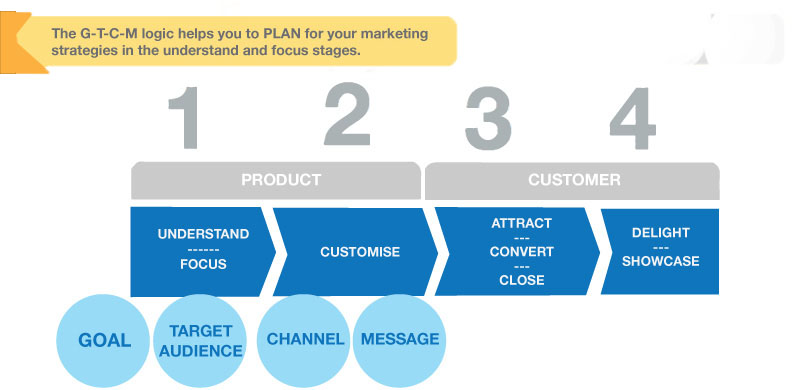 The G-T-C-M logic helps you to PLAN for your marketing
strategies in the understand and focus stages.
1 2 3 4
PRODUCT CUSTOMER
UNDERSTAND
------
FOCUS
CUSTOMISE
ATTRACT
---
CONVERT
---
CLOSE
DELIGHT
---
SHOWCASE
GOAL
TARGET
AUDIENCE
CHANNEL
MESSAGE